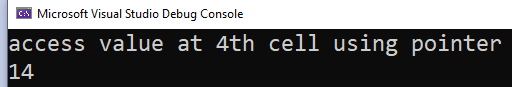 Microsoft Visual Studio Debug Console
access value at 4th cell using pointer
14